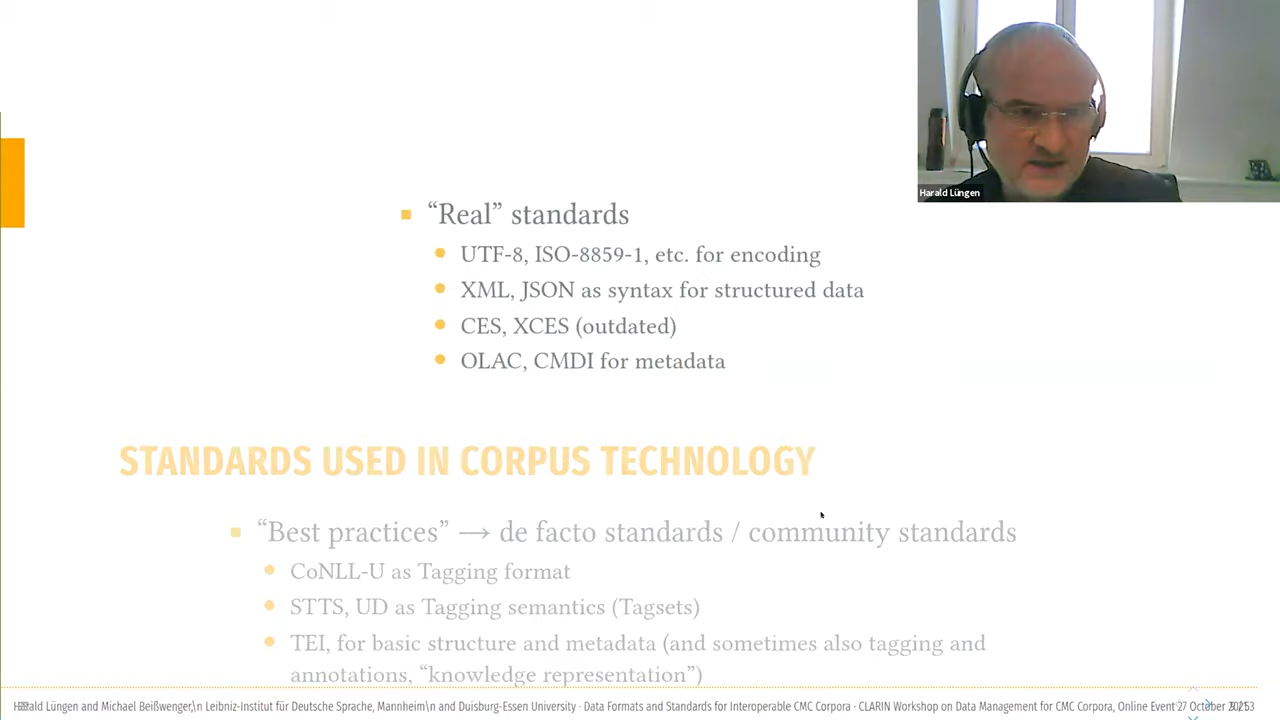 Harald Lüngen
“Real” standards
UTF-8, ISO-8859-1, etc. for encoding
XML, JSON as syntax for structured data
CES, XCES (outdated)
OLAC, CMDI for metadata
STANDARDS USED IN CORPUS TECHNOLOGY
“Best practices” → de facto standards / community standards
CoNLL-U as Tagging format
STTS, UD as Tagging semantics (Tagsets)
TEI, for basic structure and metadata (and sometimes also tagging and
annotations, “knowledge representation”)
Harald Lüngen and Michael Beißwenger,\n Leibniz-Institut für Deutsche Sprache, Mannheim\n and Duisburg-Essen University · Data Formats and Standards for Interoperable CMC Corpora · CLARIN Workshop on Data Management for CMC Corpora, Online Event 27 October 2021